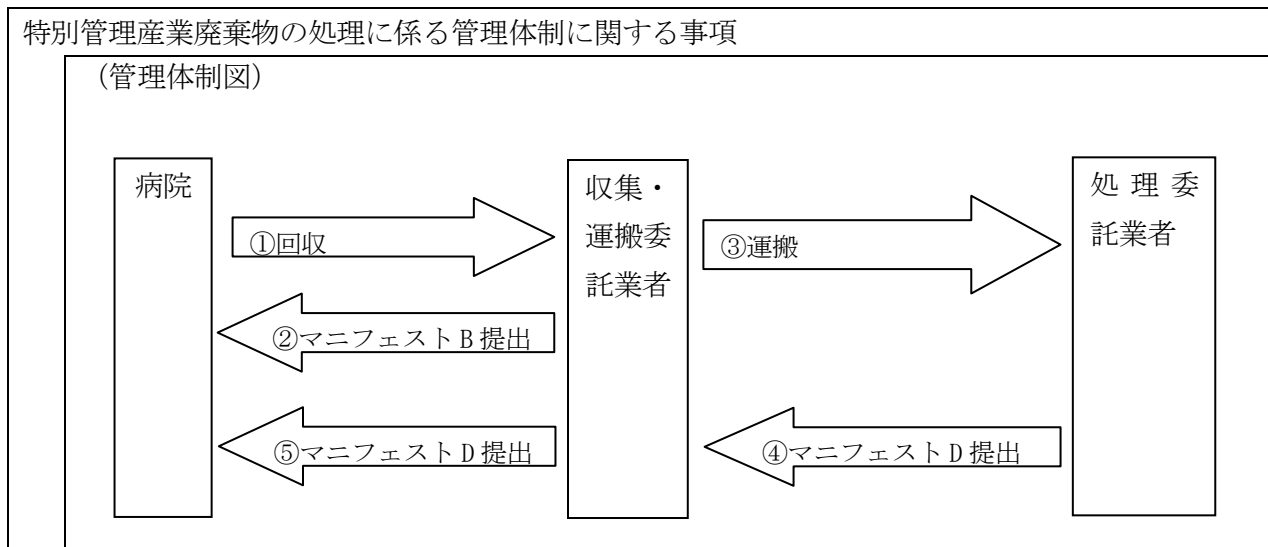 特別管理産業廃棄物の処理に係る管理体制に関する事項
（管理体制図）
病院
収集・
運搬委
託業者
処理委
託業者
①回収
③運搬
②マニフェストB提出
⑤マニフェストD提出
④マニフェストD提出